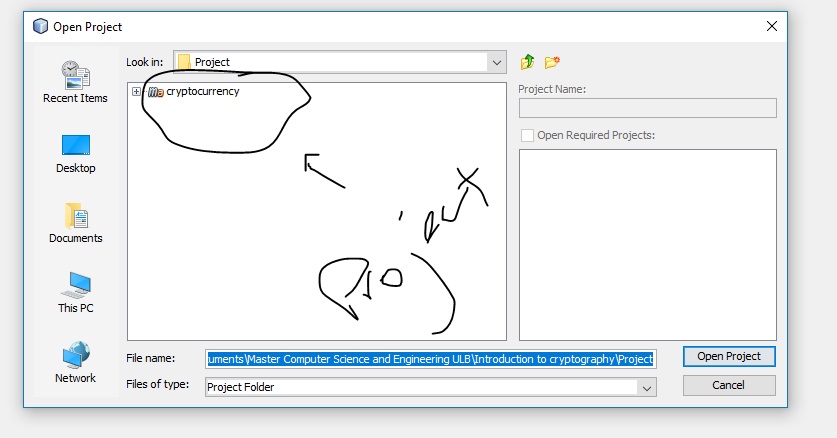 Open Project
Look in: Project
Recent Items
Desktop
Documents
This PC
Network
ma cryptocurrency
Project Name:
Open Required Projects:
File name: uments\Master Computer Science and Engineering ULB\Introduction to cryptography\Project
Open Project
Files of type: Project Folder
Cancel